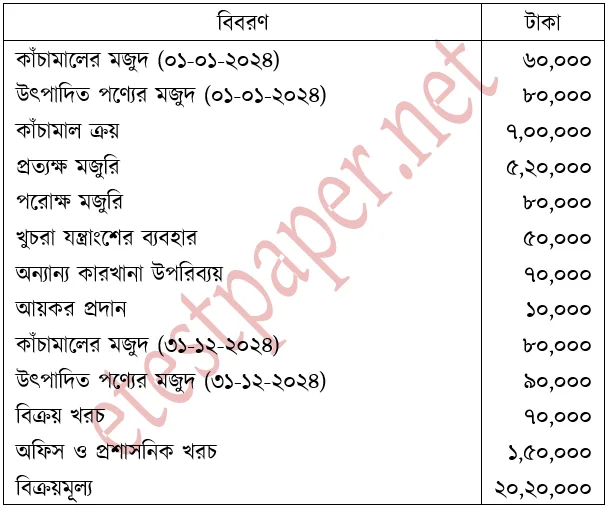 বিবরণ টাকা
কাঁচামালের মজুদ (০১-০১-২০২৪) ৬০,০০০
উৎপাদিত পণ্যের মজুদ (০১-০১-২০২৪) ৮০,০০০
কাঁচামাল ক্রয় ৭,০০,০০০
প্রত্যক্ষ মজুরি ৫,২০,০০০
পরোক্ষ মজুরি ৮০,০০০
খুচরা যন্ত্রাংশের ব্যবহার ৫০,০০০
অন্যান্য কারখানা উপরিব্যয় ৭০,০০০
আয়কর প্রদান ১০,০০০
কাঁচামালের মজুদ (৩১-১২-২০২৪) ৮০,০০০
উৎপাদিত পণ্যের মজুদ (৩১-১২-২০২৪) ৯০,০০০
বিক্রয় খরচ ৭০,০০০
অফিস ও প্রশাসনিক খরচ ১,৫০,০০০
বিক্রয়মূল্য ২০,২০,০০০
etestpaper.net